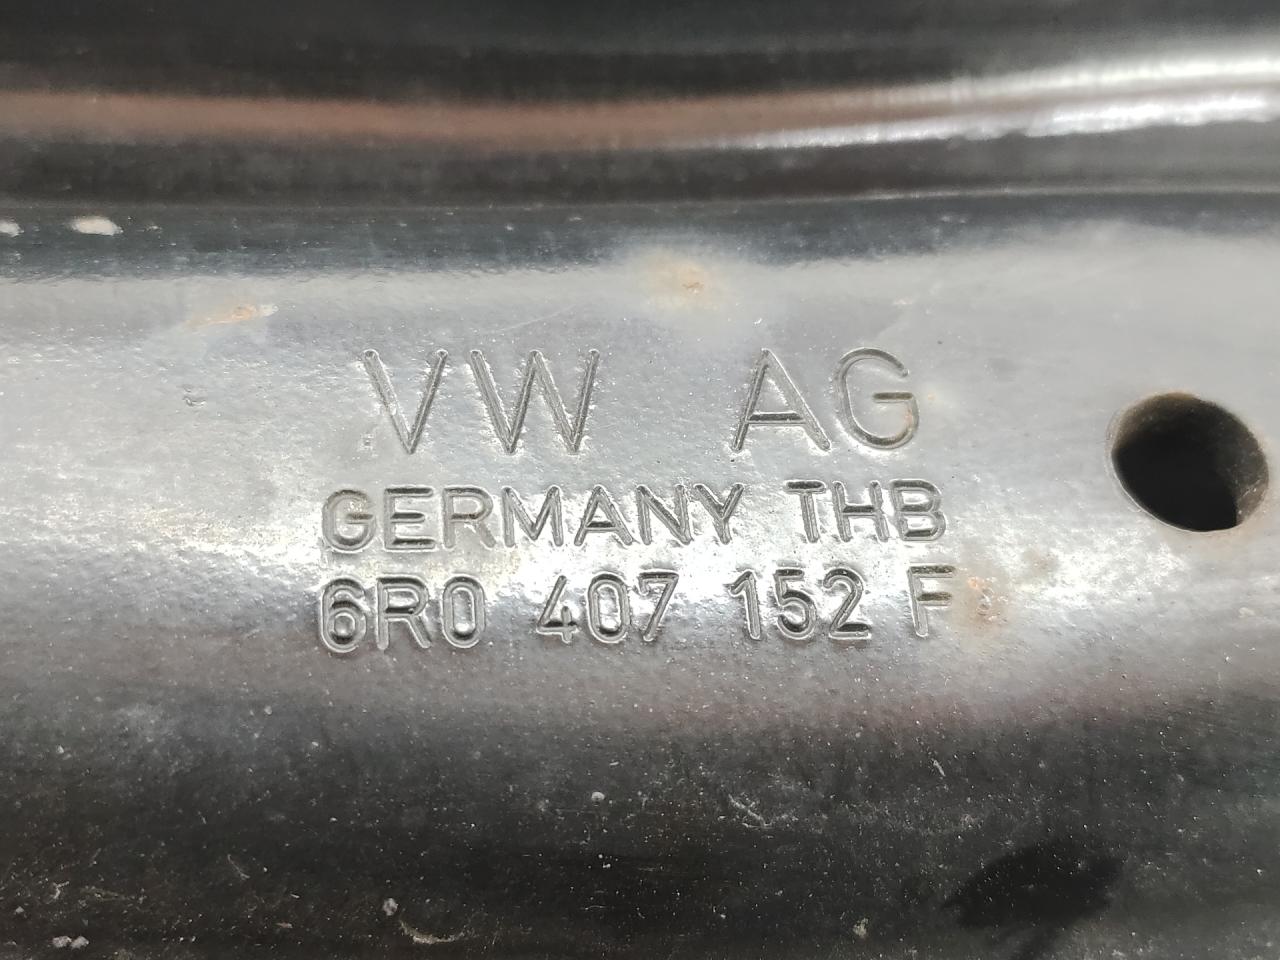 VW AG
GERMANY THB
6R0 407 152 F